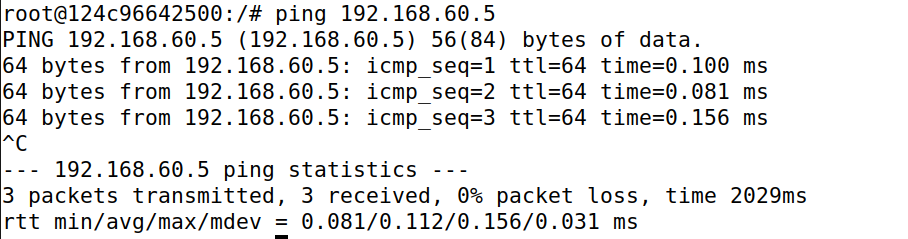 root@124c96642500:/# ping 192.168.60.5
PING 192.168.60.5 (192.168.60.5) 56(84) bytes of data.
64 bytes from 192.168.60.5: icmp_seq=1 ttl=64 time=0.100 ms
64 bytes from 192.168.60.5: icmp_seq=2 ttl=64 time=0.081 ms
64 bytes from 192.168.60.5: icmp_seq=3 ttl=64 time=0.156 ms
^C
--- 192.168.60.5 ping statistics ---
3 packets transmitted, 3 received, 0% packet loss, time 2029ms
rtt min/avg/max/mdev = 0.081/0.112/0.156/0.031 ms